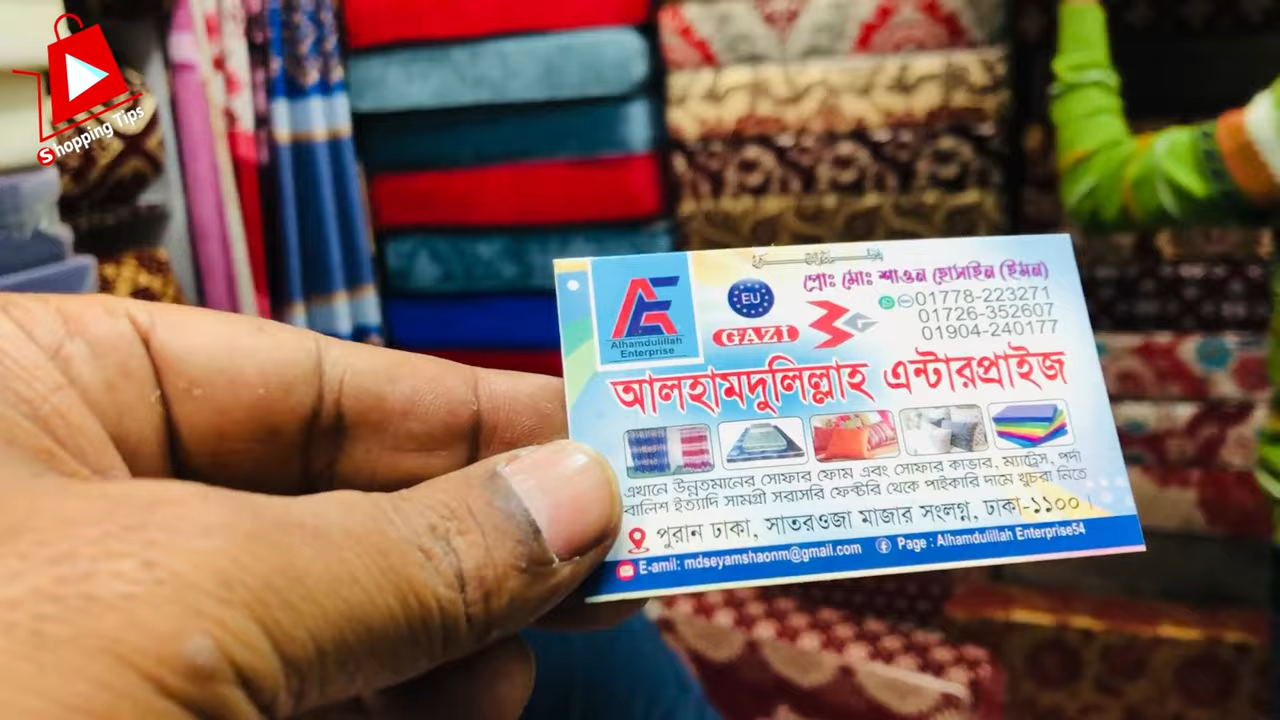 Shopping Tips
প্রোঃ মোঃ শাওন হোসাইন (ইমন)
01778-223271
01726-352607
01904-240177
AE
Alhamdulillah
Enterprise
EU
GAZI
আলহামদুলিল্লাহ এন্টারপ্রাইজ
এখানে উন্নতমানের সোফার ফোম এবং সোফার কাভার, ম্যাট্রেস, পর্দা
বালিশ ইত্যাদি সামগ্রী সরাসরি ফেক্টরি থেকে পাইকারি দামে খুচরা নিতে
পুরান ঢাকা, সাতরওজা মাজার সংলগ্ন, ঢাকা-১১০০।
E-amil: mdseyamshaonm@gmail.com Page : Alhamdulillah Enterprise54